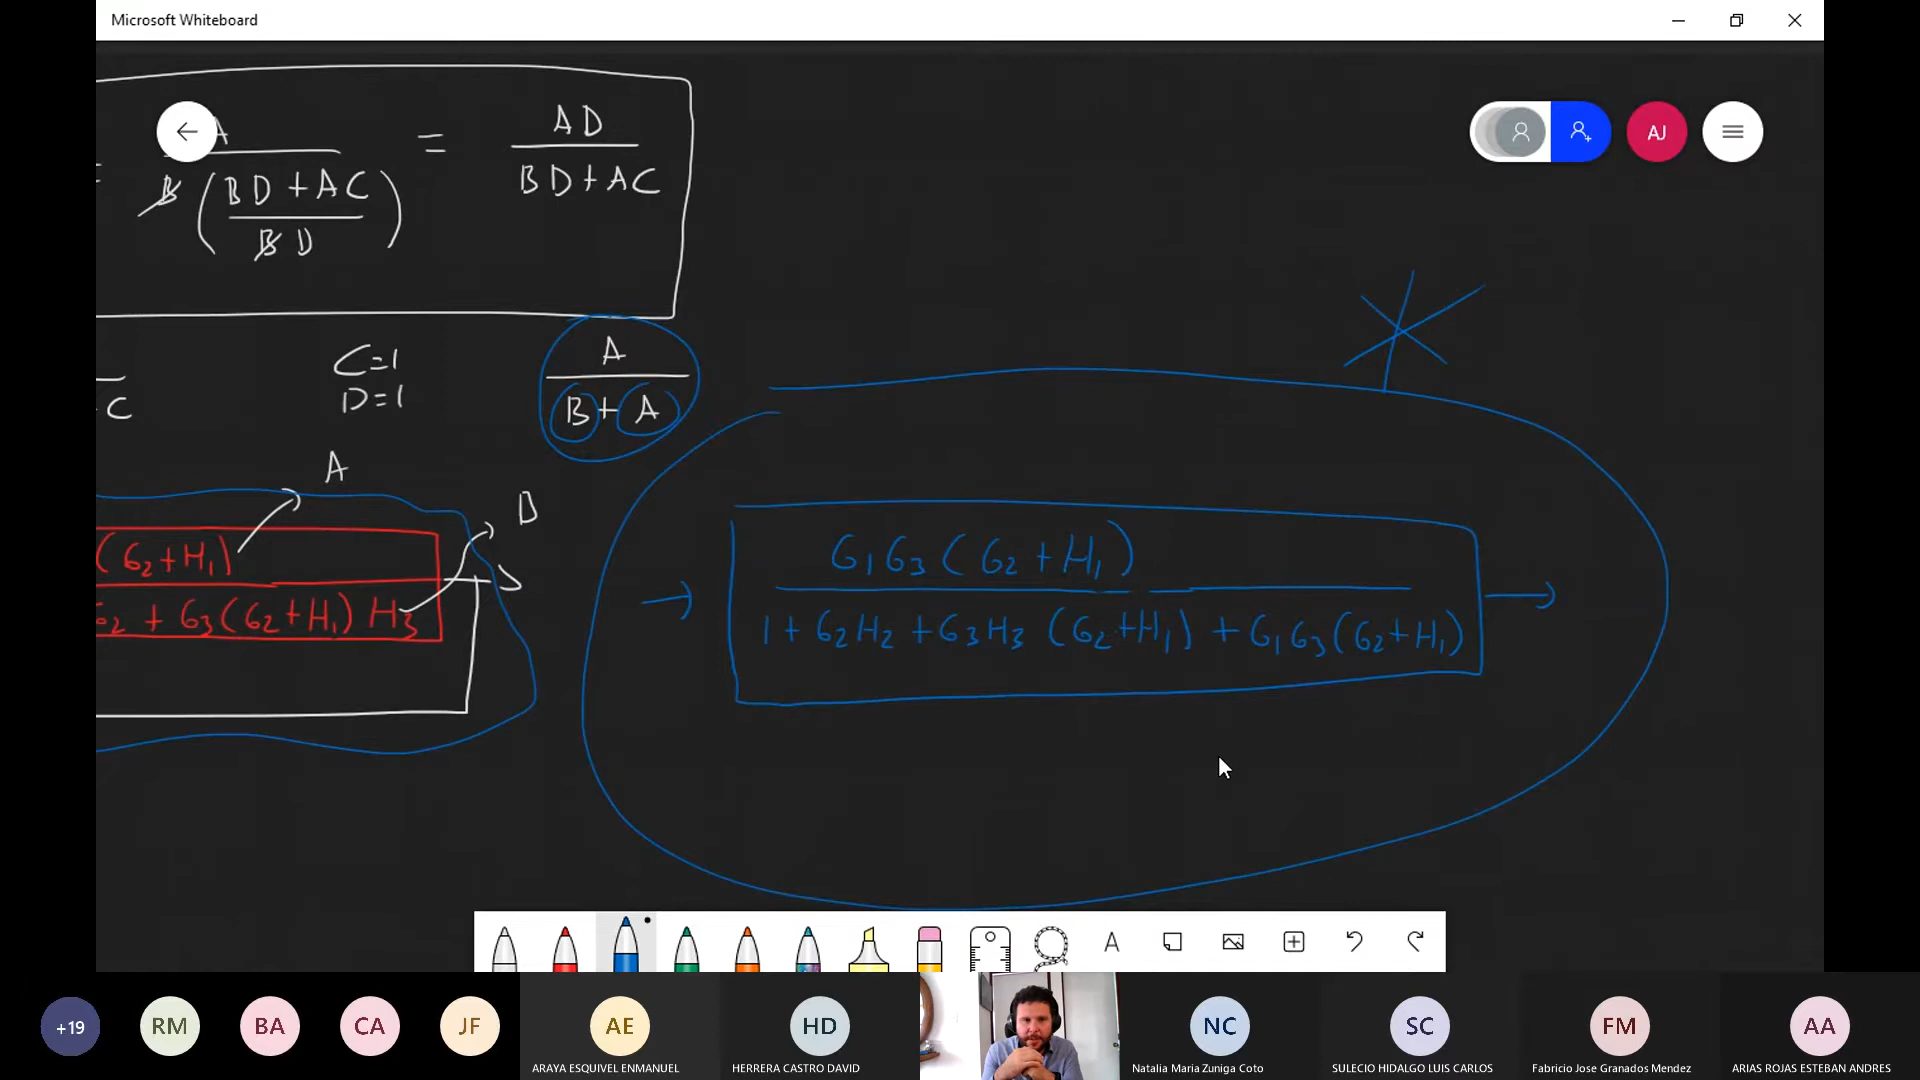 Microsoft Whiteboard
A
B (BD + AC)
B D
=
AD
BD + AC
AJ
C
C=1
D=1
A
B + A
A
B
(G2+H1)
G2 + G3(G2+H1) H3
G1G3 (G2 + H1)
1 + G2H2 + G3H3 (G2+H1) + G1G3(G2+H1)
A
+19
RM
BA
CA
JF
AE
HD
NC
SC
FM
AA
ARAYA ESQUIVEL ENMANUEL
HERRERA CASTRO DAVID
Natalia Maria Zuniga Coto
SULECIO HIDALGO LUIS CARLOS
Fabricio Jose Granados Mendez
ARIAS ROJAS ESTEBAN ANDRES